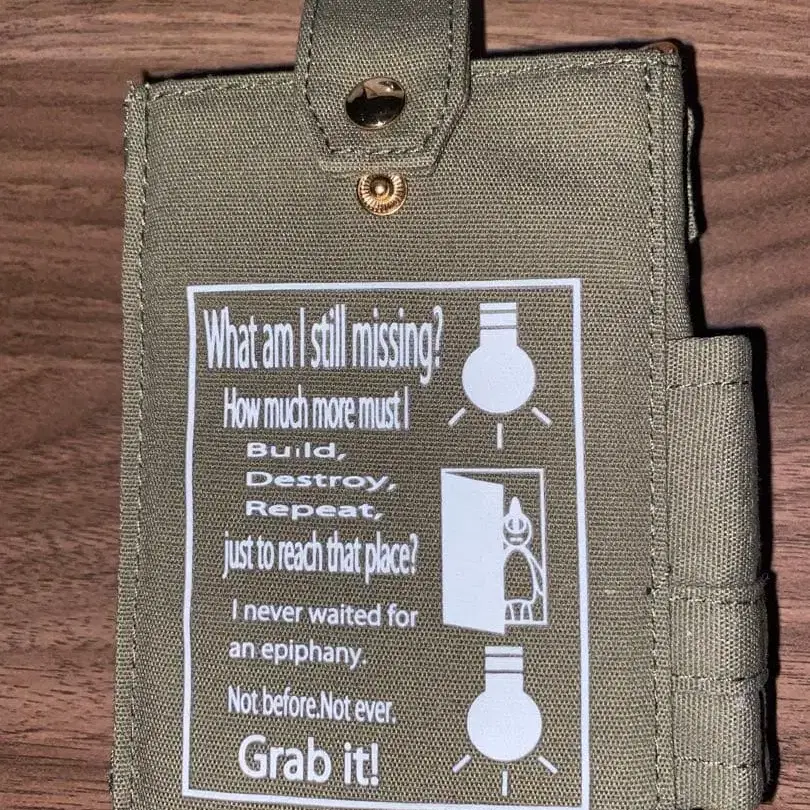 What am I still missing?
How much more must I
Build,
Destroy,
Repeat,
just to reach that place?
I never waited for
an epiphany.
Not before.Not ever.
Grab it!